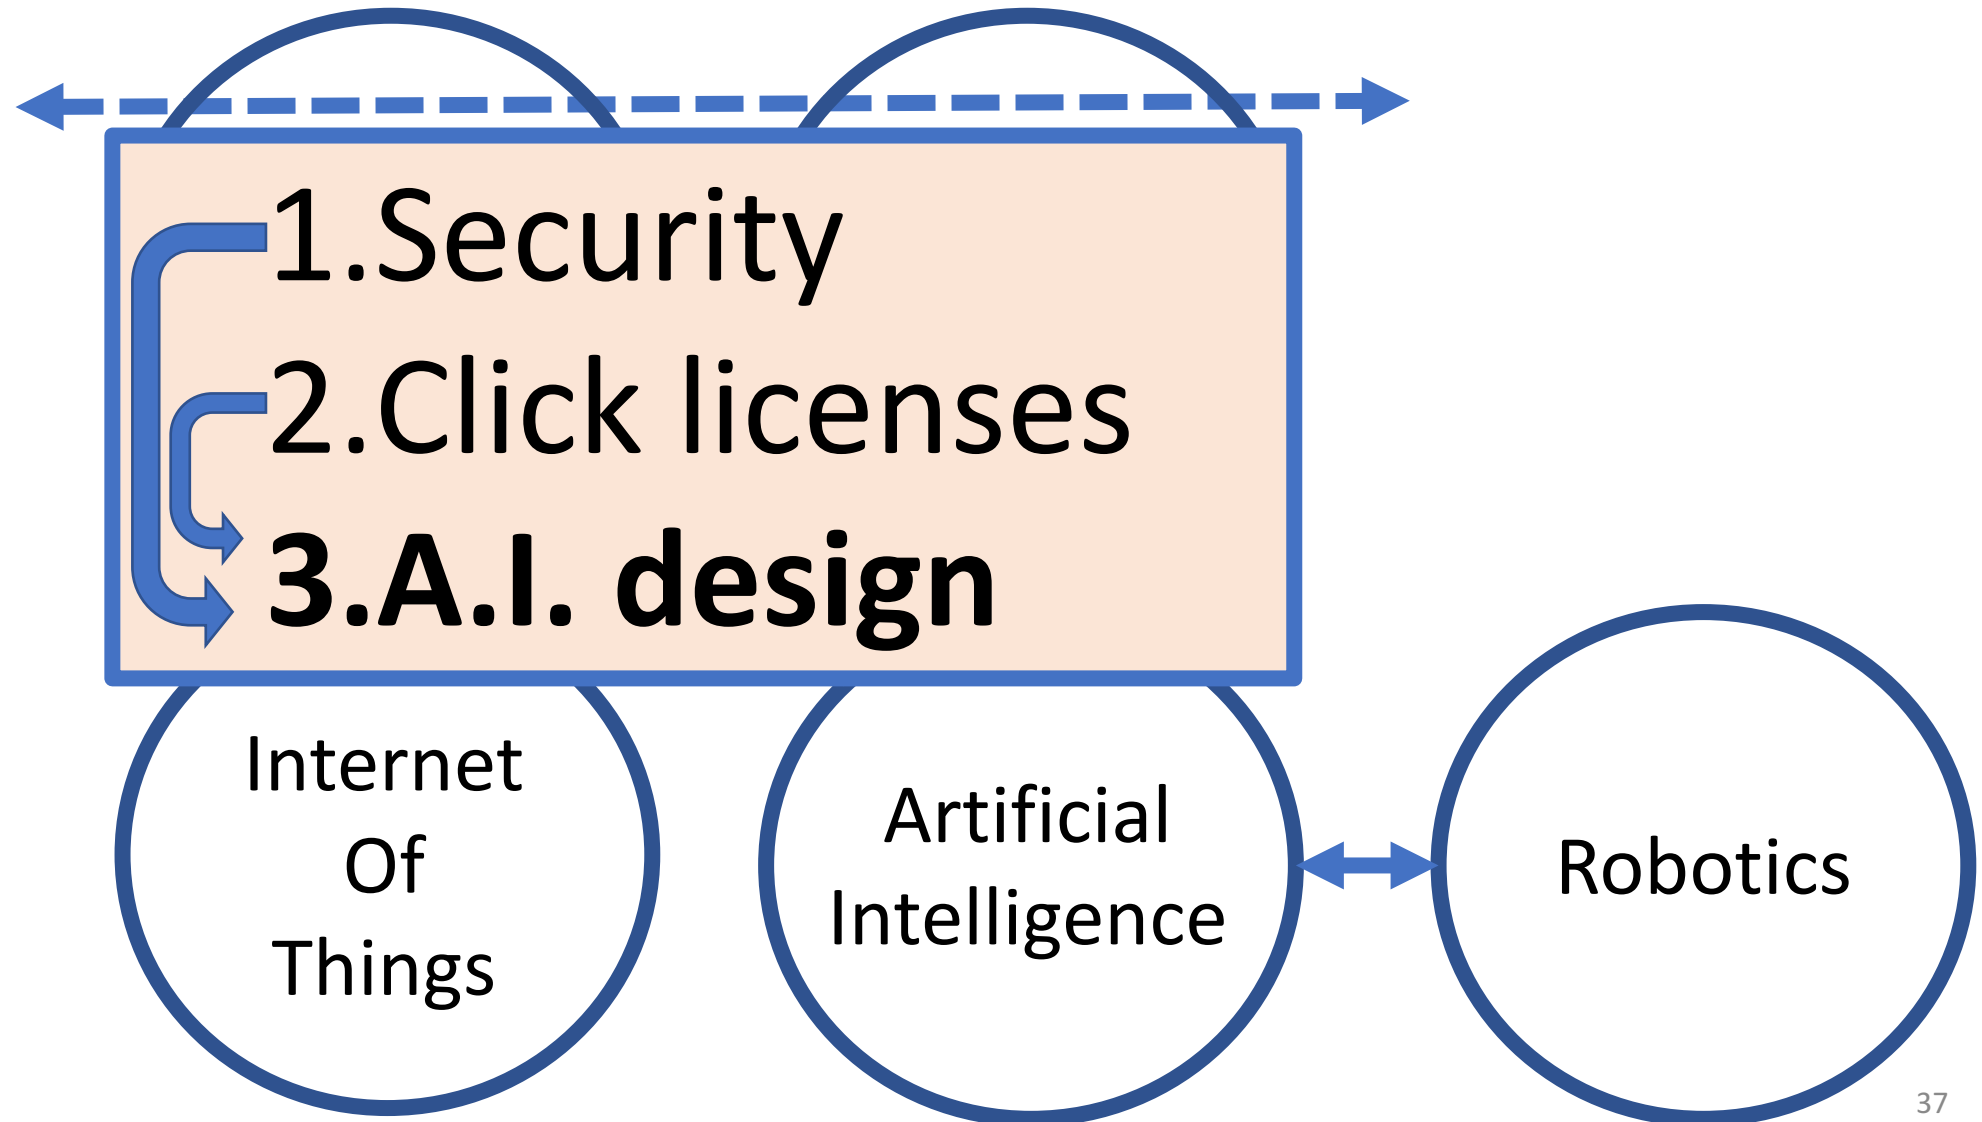 1.Security
2.Click licenses
3.A.I. design
Internet
Of
Things
Artificial
Intelligence
Robotics
37